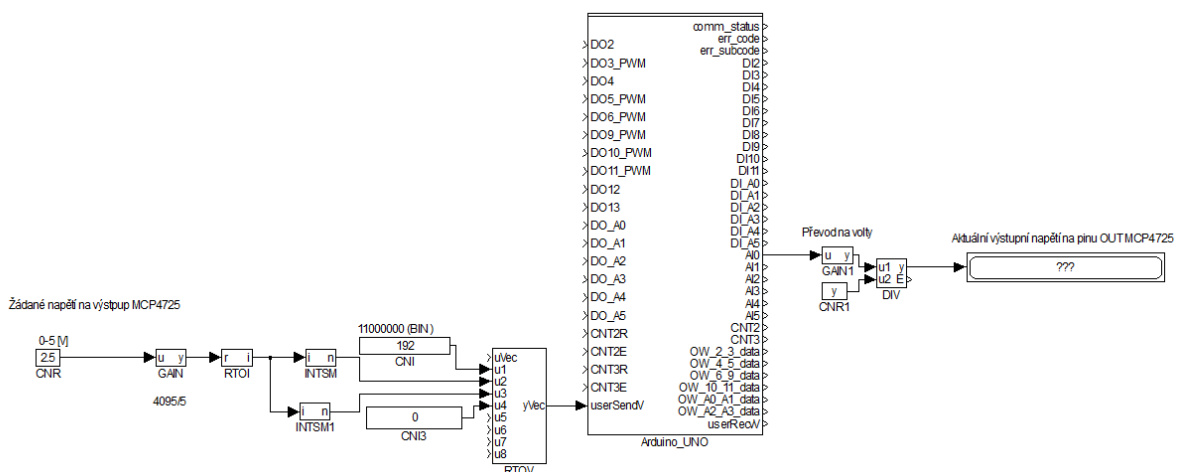 Žádané napětí na výstpup MCP4725
0-5 [V]
2.5
CNR
u y
GAIN
4095/5
r i
RTOI
i n
INTSM
i n
INTSM1
11000000 (BIN)
192
CNI
0
CNI3
uVec
u1
u2
u3
u4
u5
u6
u7
u8
yVec
RTOV
DO2
DO3_PWM
DO4
DO5_PWM
DO6_PWM
DO9_PWM
DO10_PWM
DO11_PWM
DO12
DO13
DO_A0
DO_A1
DO_A2
DO_A3
DO_A4
DO_A5
CNT2R
CNT2E
CNT3R
CNT3E
userSendV
comm_status
err_code
err_subcode
DI2
DI3
DI4
DI5
DI6
DI7
DI8
DI9
DI10
DI11
DI_A0
DI_A1
DI_A2
DI_A3
DI_A4
DI_A5
AI0
AI1
AI2
AI3
AI4
AI5
CNT2
CNT3
OW_2_3_data
OW_4_5_data
OW_6_9_data
OW_10_11_data
OW_A0_A1_data
OW_A2_A3_data
userRecvV
Arduino_UNO
Převod na volty
u y
GAIN1
y
CNR1
u1 y
u2 E
DIV
Aktuální výstupní napětí na pinu OUT MCP4725
???